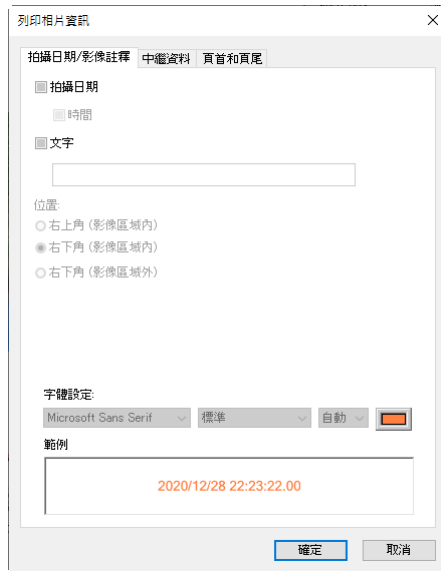 列印相片資訊
拍攝日期/影像註釋 中繼資料 頁首和頁尾
拍攝日期
時間
文字
位置:
右上角 (影像區域內)
右下角 (影像區域內)
右下角 (影像區域外)
字體設定:
Microsoft Sans Serif 標準 自動
範例
2020/12/28 22:23:22.00
確定 取消